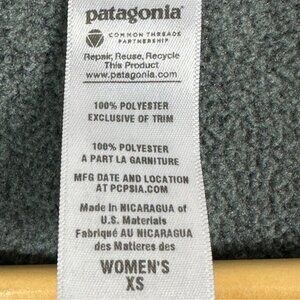 patagonia®
COMMON THREADS
PARTNERSHIP
Repair, Reuse, Recycle
This Product
www.patagonia.com
100% POLYESTER
EXCLUSIVE OF TRIM
100% POLYESTER
A PART LA GARNITURE
MFG DATE AND LOCATION
AT PCPSIA.COM
Made in NICARAGUA of
U.S. Materials
Fabriqué AU NICARAGUA
des Matieres des
WOMEN'S
XS